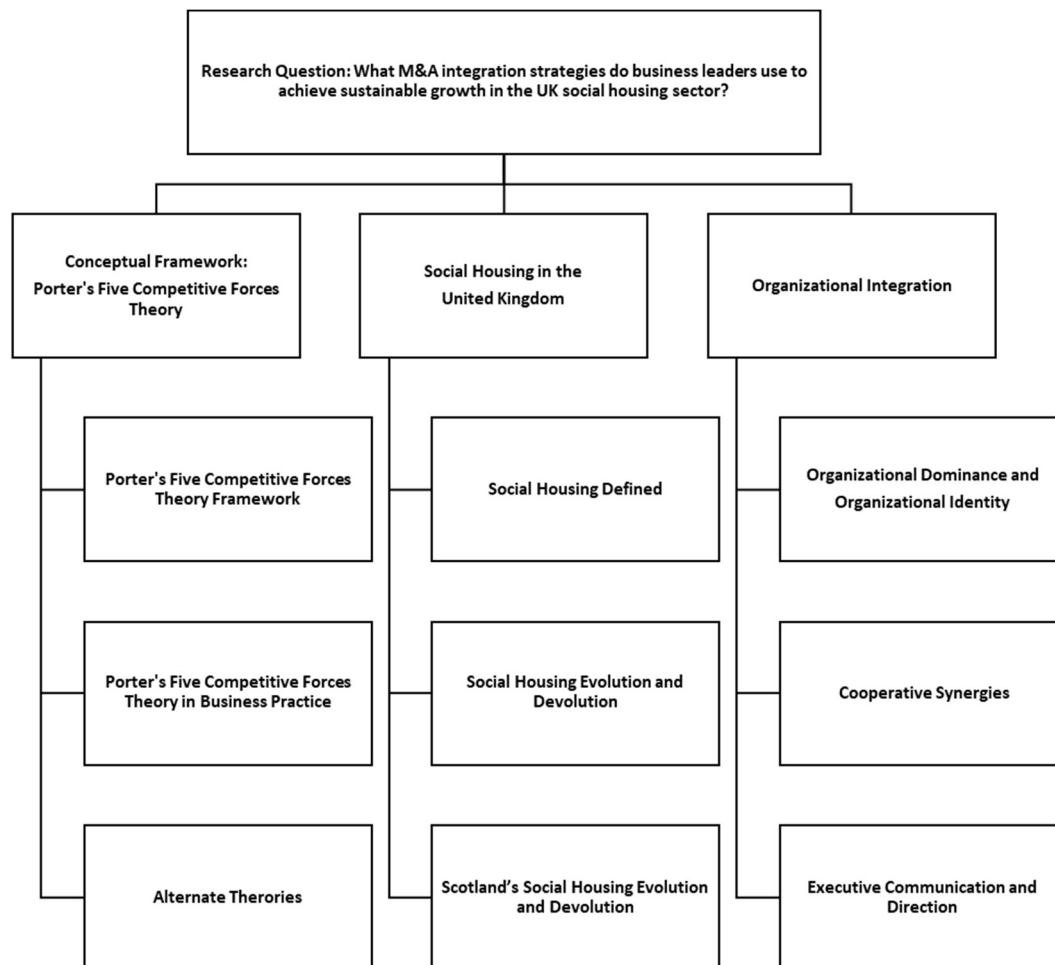 Research Question: What M&A integration strategies do business leaders use to
achieve sustainable growth in the UK social housing sector?
Conceptual Framework:
Porter's Five Competitive Forces
Theory
Social Housing in the
United Kingdom
Organizational Integration
Porter's Five Competitive Forces
Theory Framework
Social Housing Defined
Organizational Dominance and
Organizational Identity
Porter's Five Competitive Forces
Theory in Business Practice
Social Housing Evolution and
Devolution
Cooperative Synergies
Alternate Therories
Scotland’s Social Housing Evolution
and Devolution
Executive Communication and
Direction